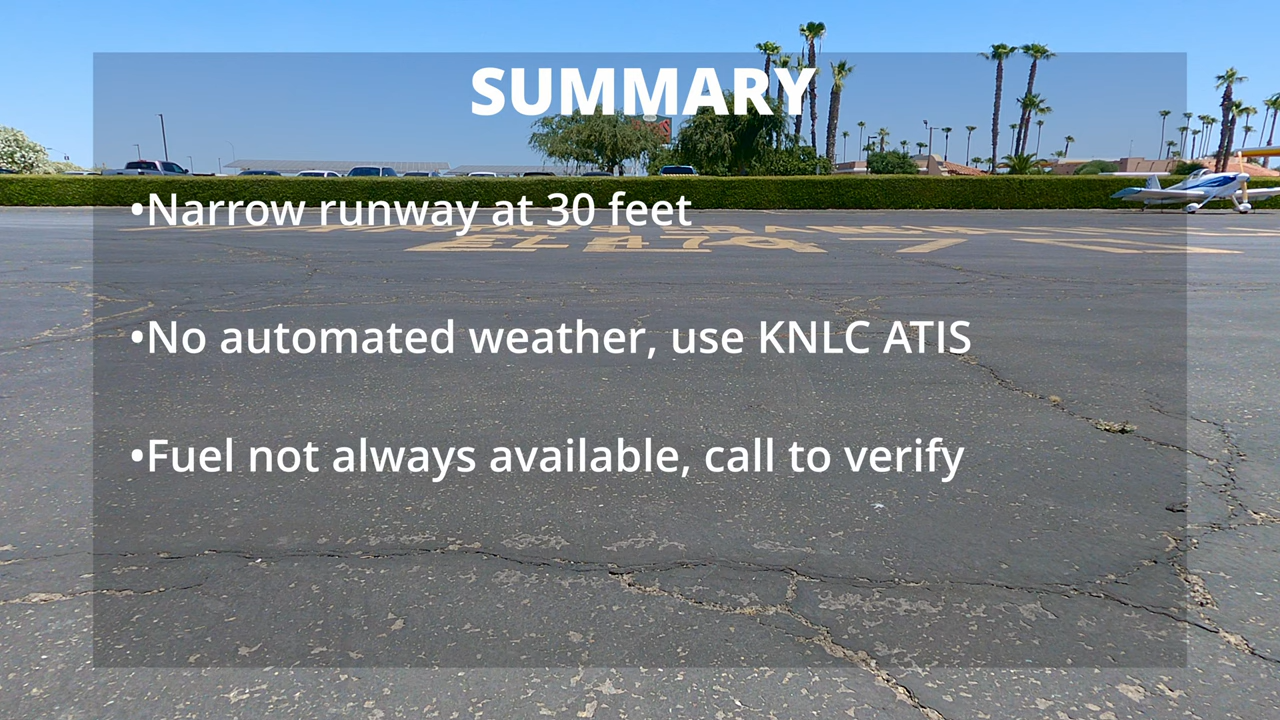 SUMMARY
•Narrow runway at 30 feet
•No automated weather, use KNLC ATIS
•Fuel not always available, call to verify